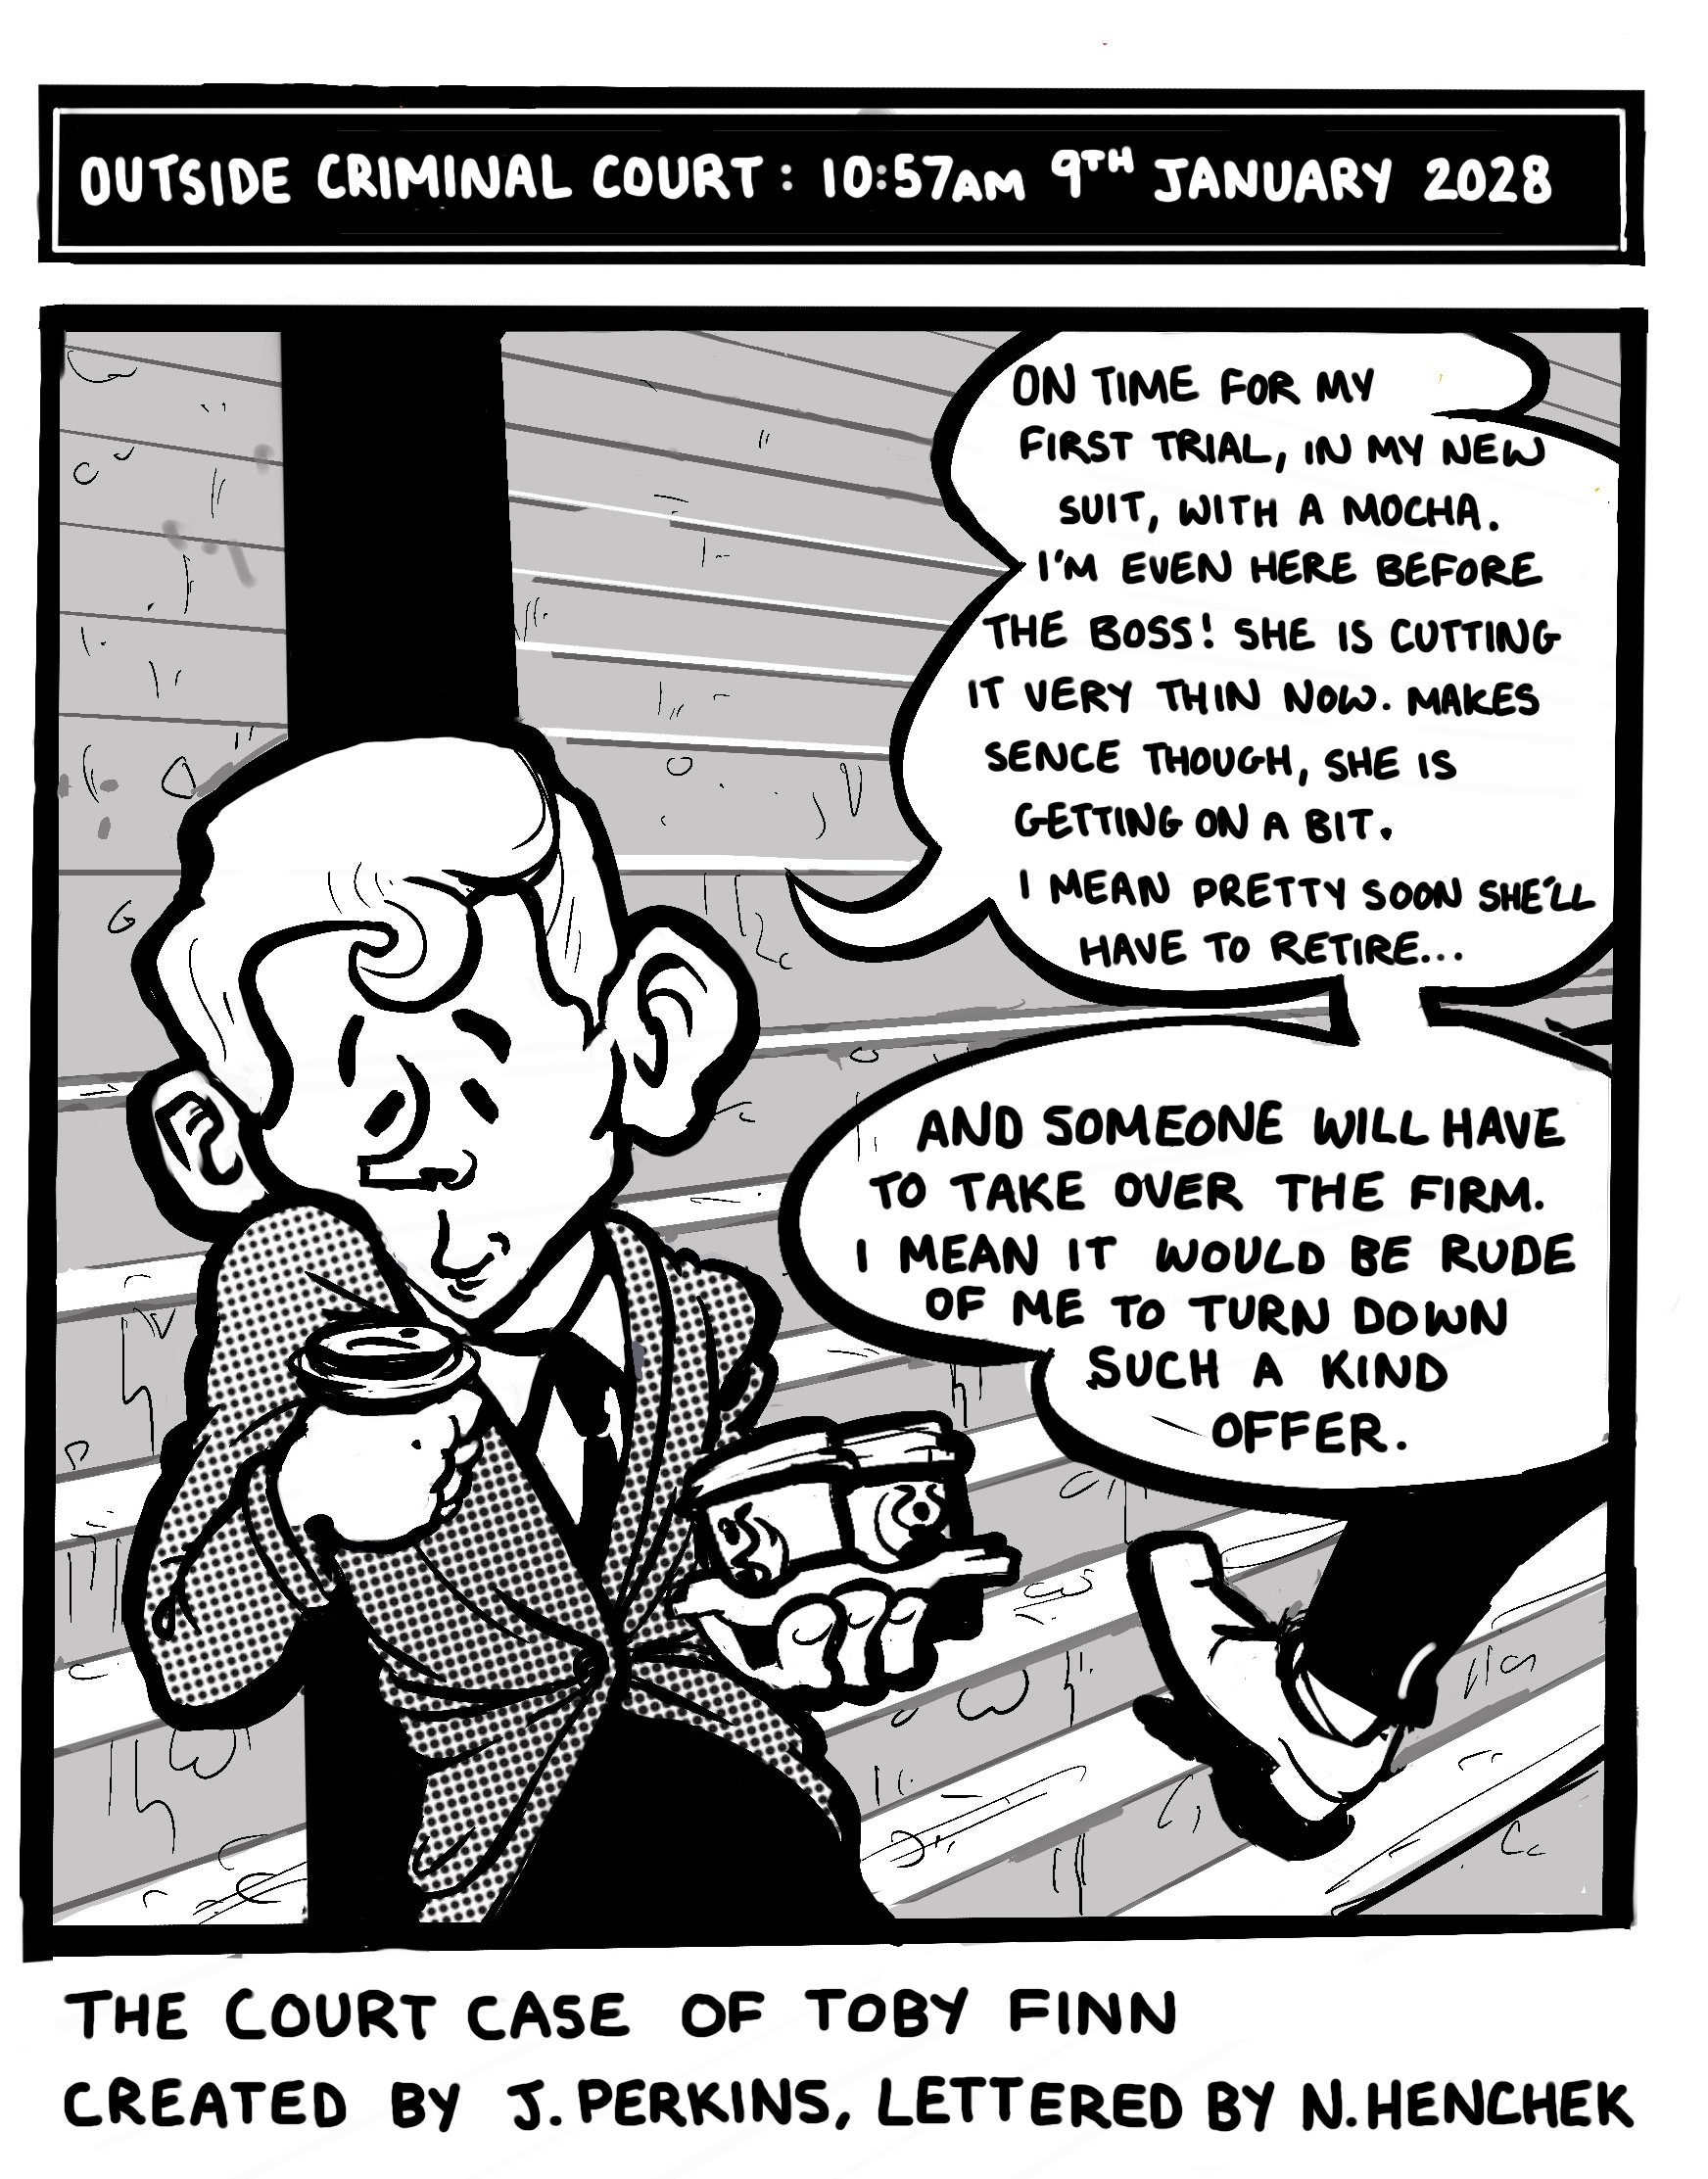 OUTSIDE CRIMINAL COURT: 10:57AM 9TH JANUARY 2028
ON TIME FOR MY
FIRST TRIAL, IN MY NEW
SUIT, WITH A MOCHA.
I'M EVEN HERE BEFORE
THE BOSS! SHE IS CUTTING
IT VERY THIN NOW. MAKES
SENCE THOUGH, SHE IS
GETTING ON A BIT.
I MEAN PRETTY SOON SHE'LL
HAVE TO RETIRE...
AND SOMEONE WILL HAVE
TO TAKE OVER THE FIRM.
I MEAN IT WOULD BE RUDE
OF ME TO TURN DOWN
SUCH A KIND
OFFER.
THE COURT CASE OF TOBY FINN
CREATED BY J. PERKINS, LETTERED BY N. HENCHEK